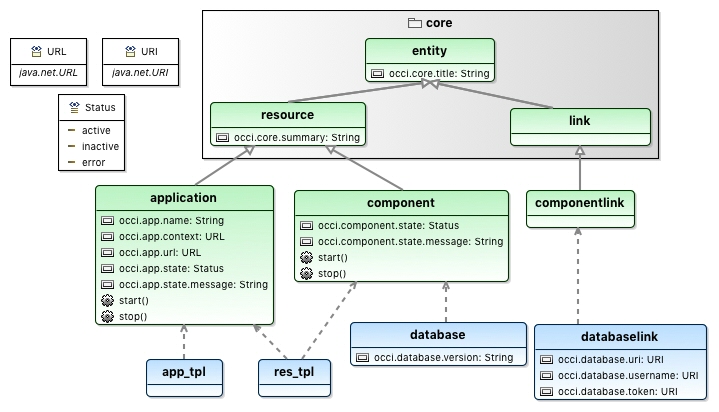 core
URL
java.net.URL
URI
java.net.URI
Status
active
inactive
error
entity
occi.core.title: String
resource
occi.core.summary: String
link
application
occi.app.name: String
occi.app.context: URL
occi.app.url: URL
occi.app.state: Status
occi.app.state.message: String
start()
stop()
component
occi.component.state: Status
occi.component.state.message: String
start()
stop()
componentlink
app_tpl
res_tpl
database
occi.database.version: String
databaselink
occi.database.uri: URI
occi.database.username: URI
occi.database.token: URI